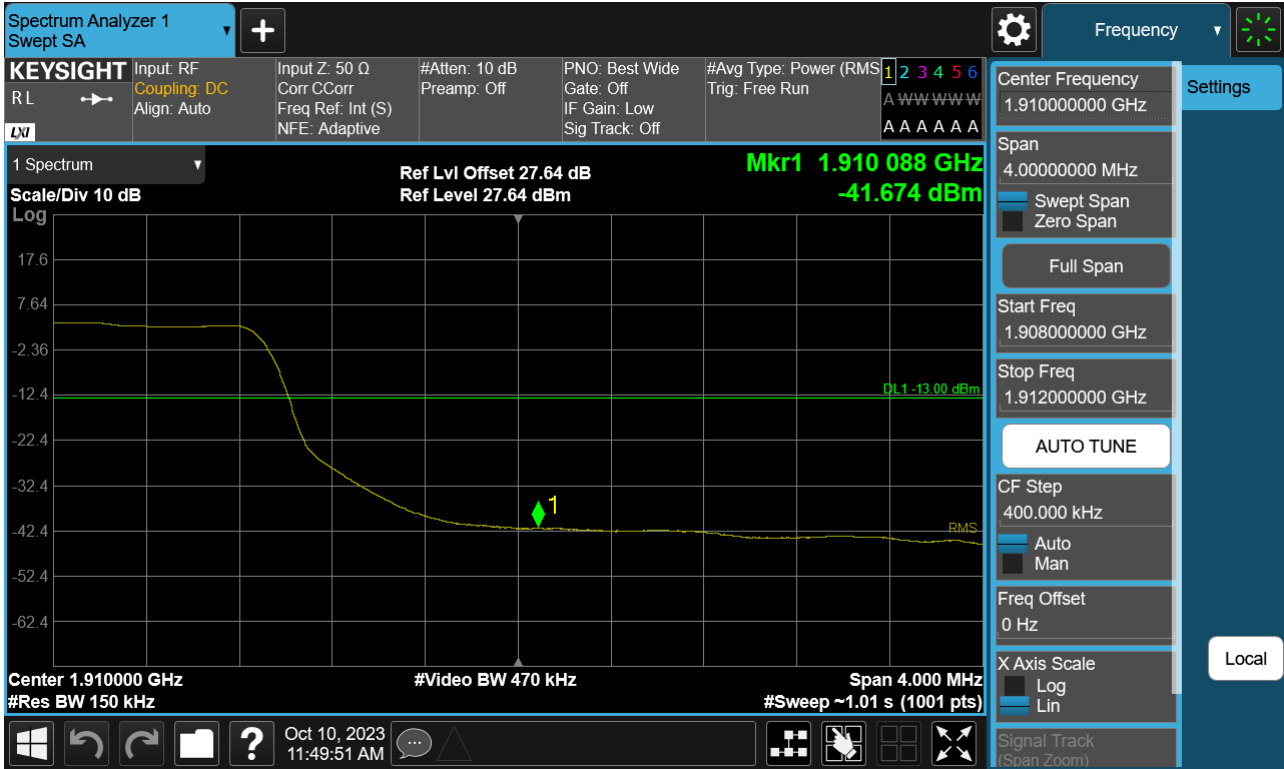 Spectrum Analyzer 1
Swept SA
+
Frequency
KEYSIGHT
R L
LXI
Input: RF
Coupling: DC
Align: Auto
Input Z: 50 Ω
Corr CCorr
Freq Ref: Int (S)
NFE: Adaptive
#Atten: 10 dB
Preamp: Off
PNO: Best Wide
Gate: Off
IF Gain: Low
Sig Track: Off
#Avg Type: Power (RMS
Trig: Free Run
1 2 3 4 5 6
A W W W W W
A A A A A A
1 Spectrum
Scale/Div 10 dB
Ref Lvl Offset 27.64 dB
Ref Level 27.64 dBm
Mkr1 1.910 088 GHz
-41.674 dBm
Log
17.6
7.64
-2.36
-12.4
-22.4
-32.4
-42.4
-52.4
-62.4
DL1 -13.00 dBm
1
RMS
Center 1.910000 GHz
#Video BW 470 kHz
Span 4.000 MHz
#Res BW 150 kHz
#Sweep ~1.01 s (1001 pts)
Center Frequency
1.910000000 GHz
Settings
Span
4.00000000 MHz
Swept Span
Zero Span
Full Span
Start Freq
1.908000000 GHz
Stop Freq
1.912000000 GHz
AUTO TUNE
CF Step
400.000 kHz
Auto
Man
Freq Offset
0 Hz
X Axis Scale
Log
Lin
Local
Signal Track
(Span Zoom)
?
Oct 10, 2023
11:49:51 AM